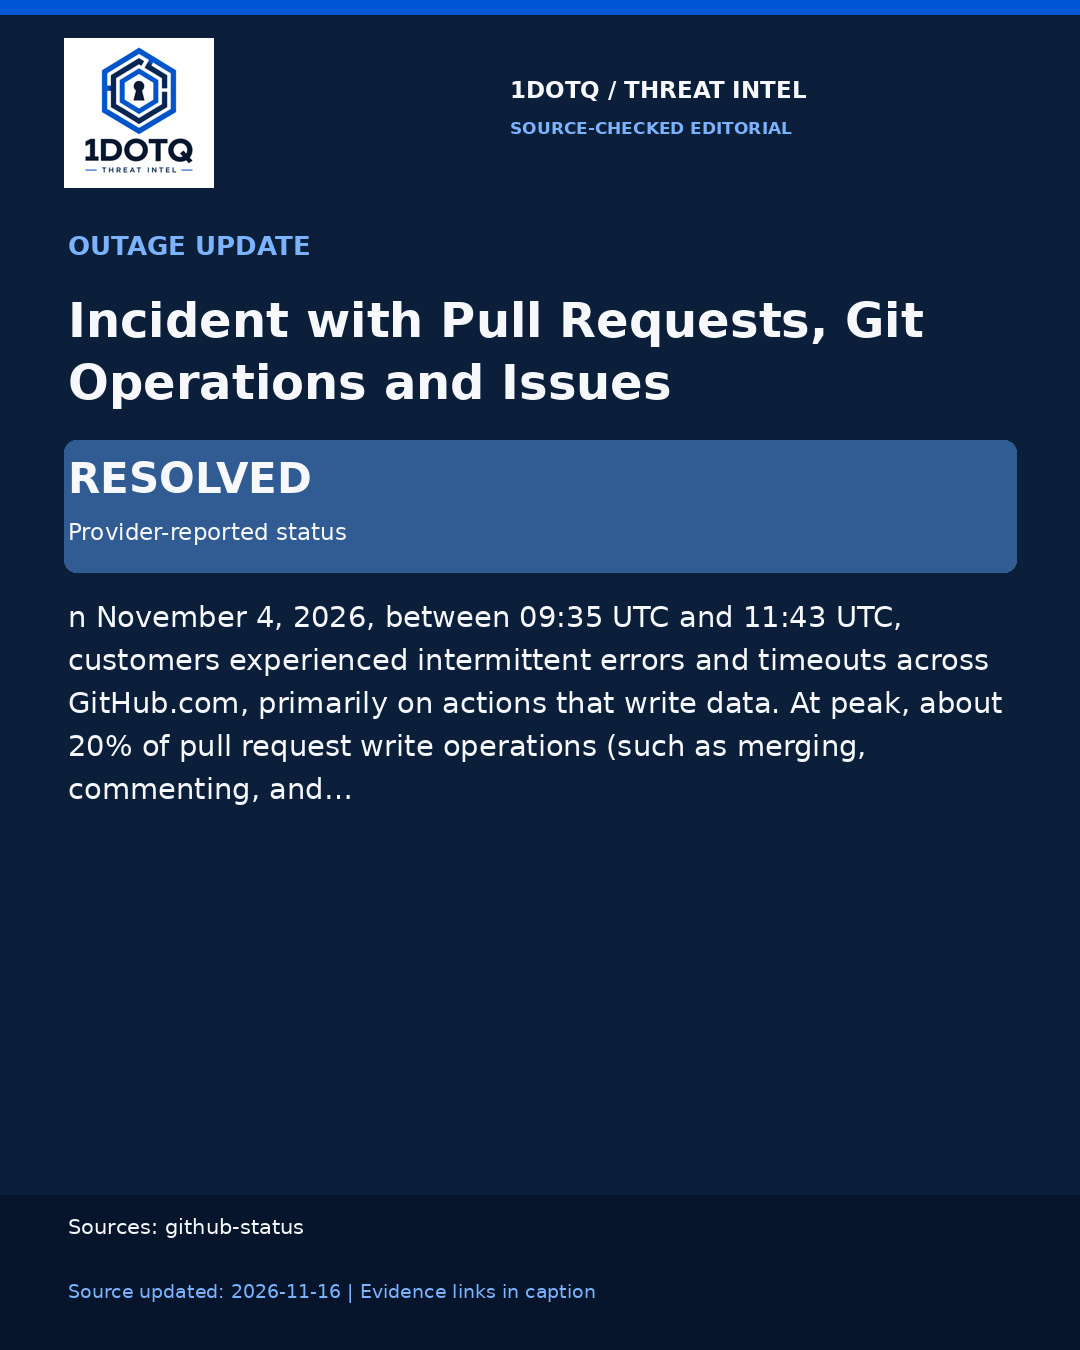 1DOTQ
THREAT INTEL
1DOTQ / THREAT INTEL
SOURCE-CHECKED EDITORIAL
OUTAGE UPDATE
Incident with Pull Requests, Git
Operations and Issues
RESOLVED
Provider-reported status
n November 4, 2026, between 09:35 UTC and 11:43 UTC,
customers experienced intermittent errors and timeouts across
GitHub.com, primarily on actions that write data. At peak, about
20% of pull request write operations (such as merging,
commenting, and...
Sources: github-status
Source updated: 2026-11-16 | Evidence links in caption